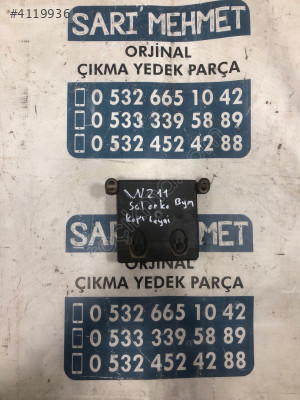 #4119936
SARI MEHMET
ORJİNAL
ÇIKMA YEDEK PARÇA
0 532 665 10 42
0 533 339 58 89
0 532 452 42 88
W211
Sol arka
Kapı
ORJİNAL
ÇIKMA YEDEK PARÇA
0 532 665 10 42
0 533 339 58 89
0 532 452 42 88